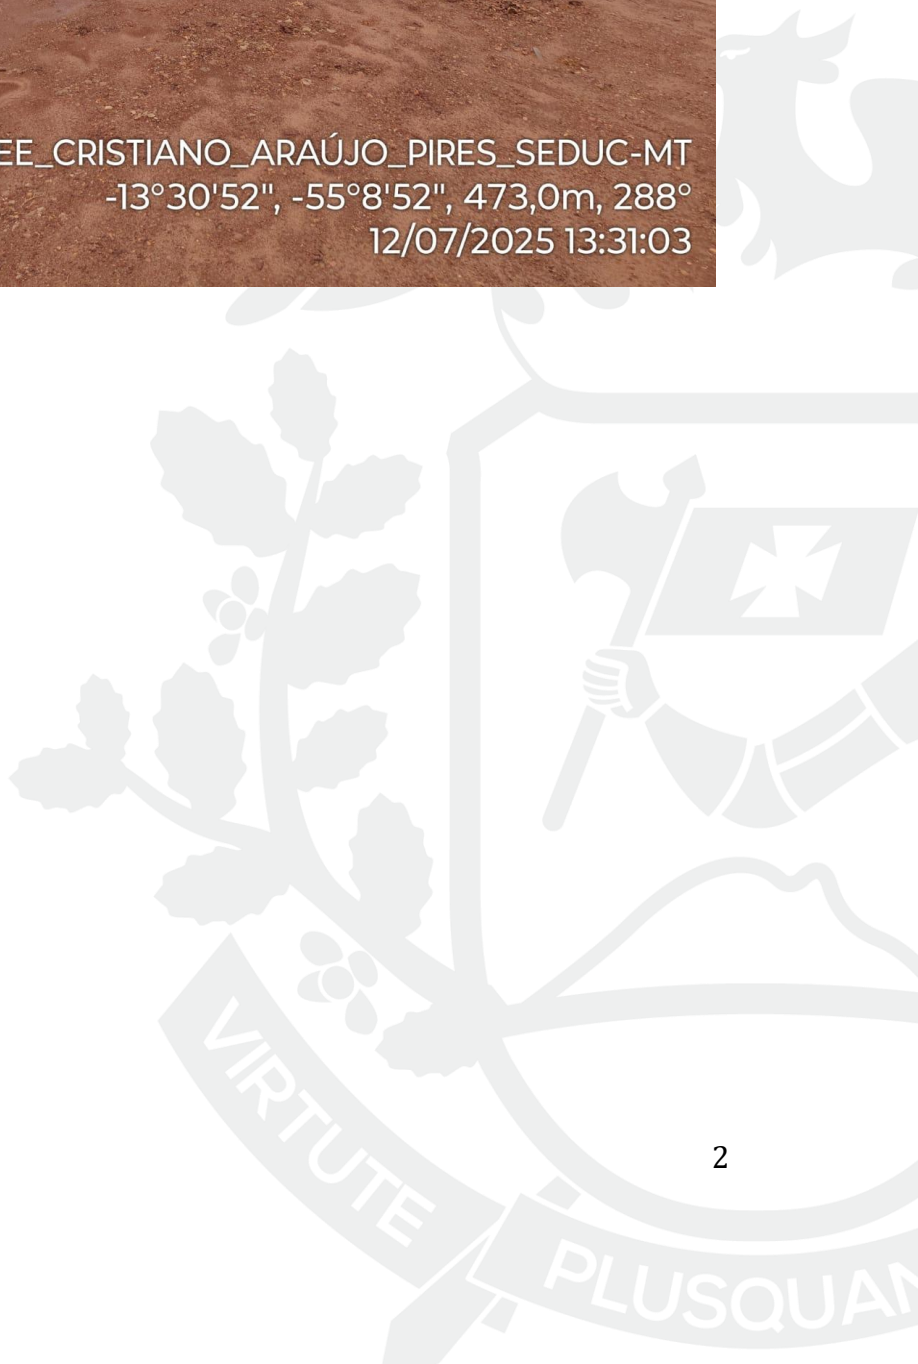 EE_CRISTIANO_ARAÚJO_PIRES_SEDUC-MT
-13°30'52", -55°8'52", 473,0m, 288°
12/07/2025 13:31:03
2
VIRTUTE
PLUSQUAM